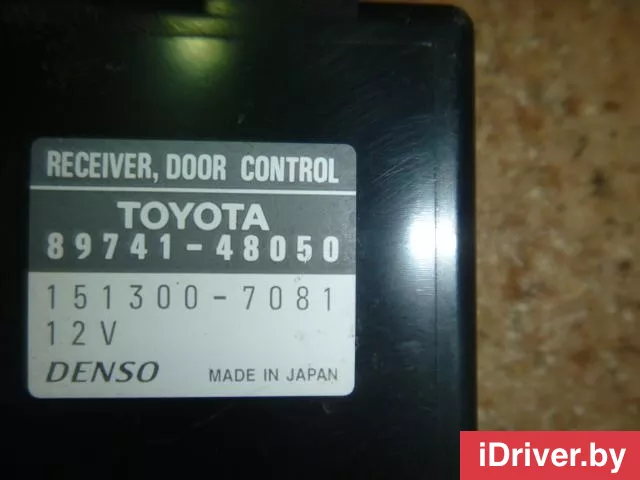 RECEIVER, DOOR CONTROL
TOYOTA
89741-48050
151300-7081
12V
DENSO MADE IN JAPAN
iDriver.by